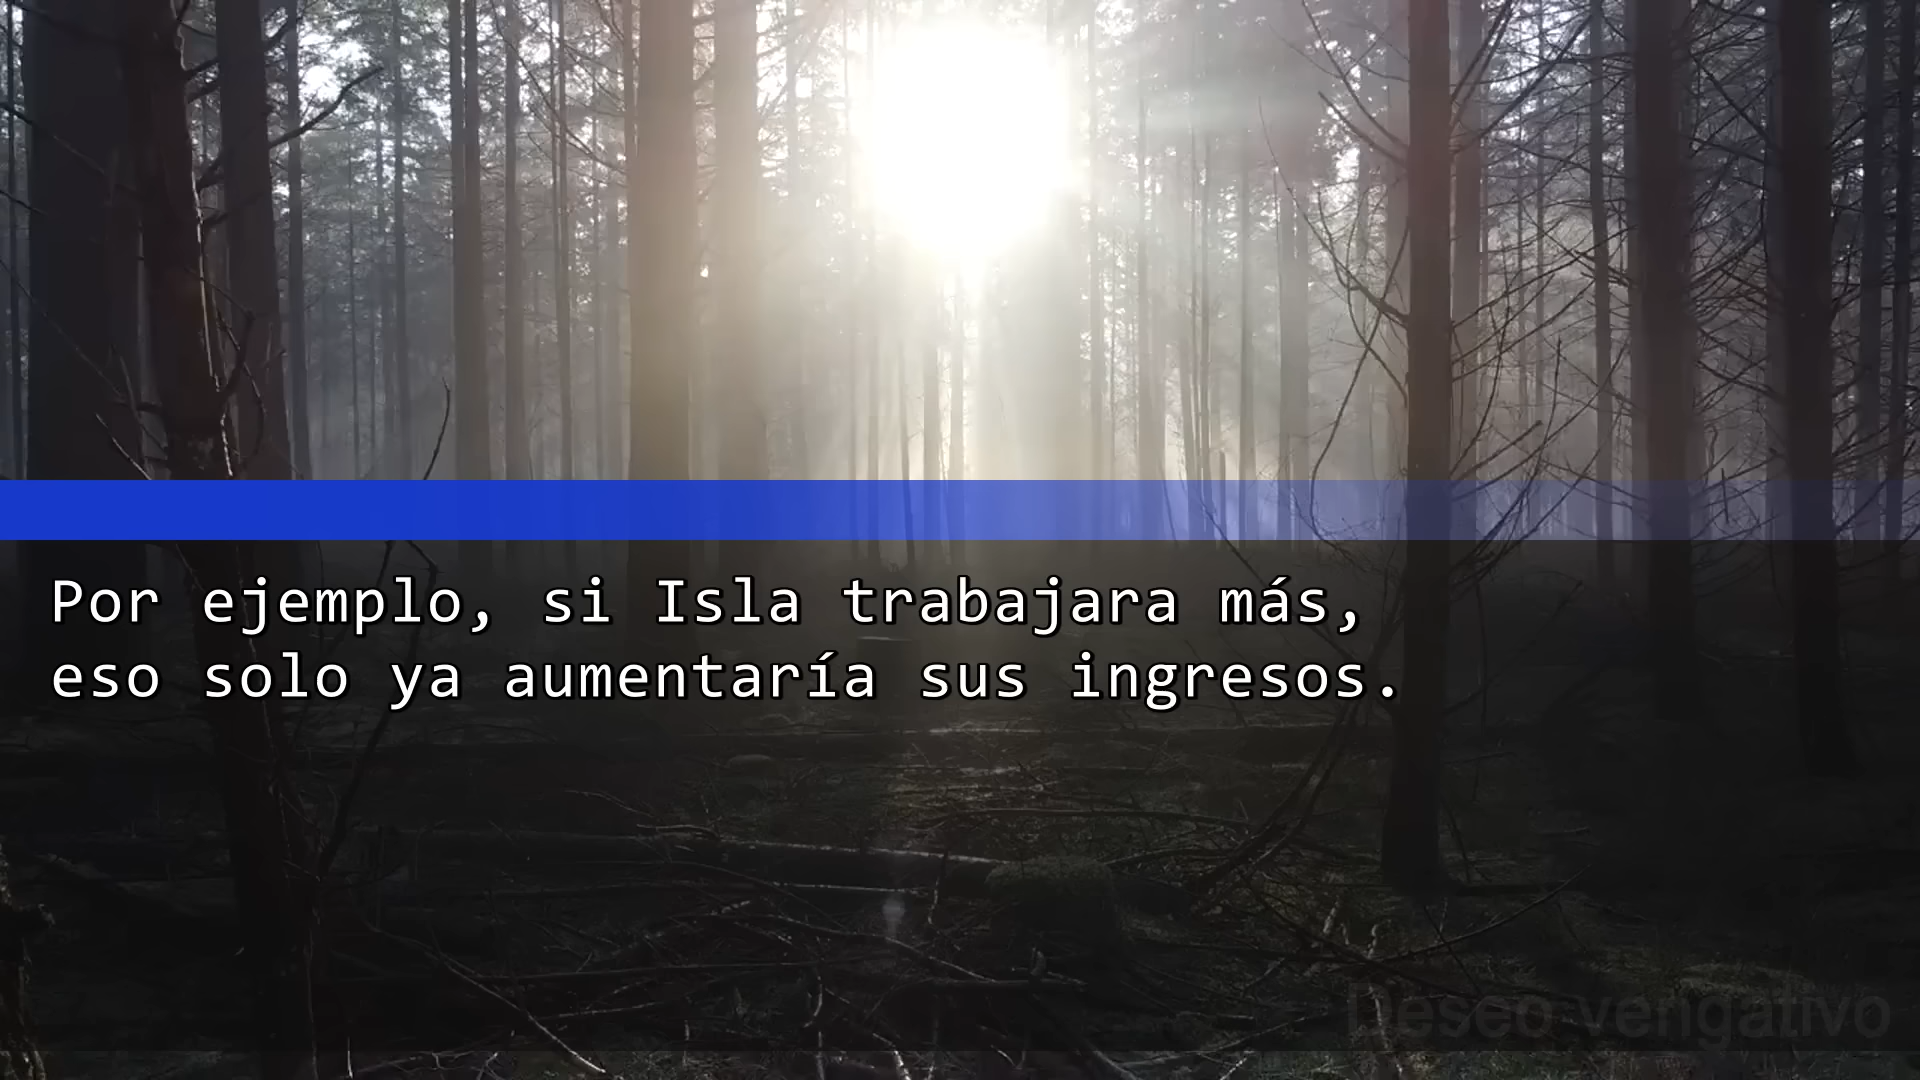 Por ejemplo, si Isla trabajara más,
eso solo ya aumentaría sus ingresos.
Deseo vengativo